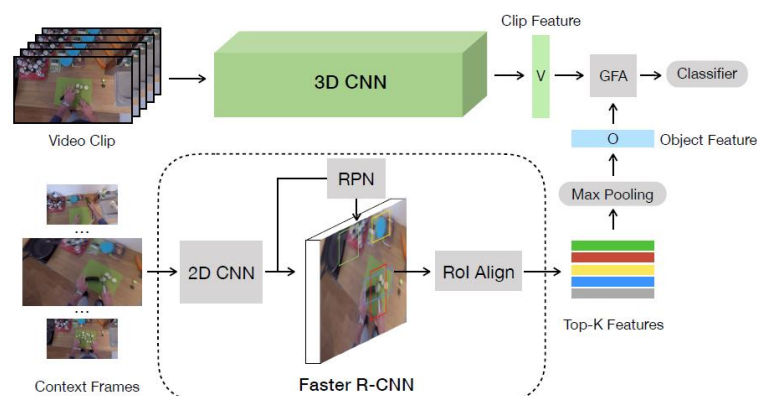 Clip Feature
3D CNN
V
GFA
Classifier
Video Clip
O
Object Feature
RPN
Max Pooling
...
2D CNN
RoI Align
...
Top-K Features
Context Frames
Faster R-CNN